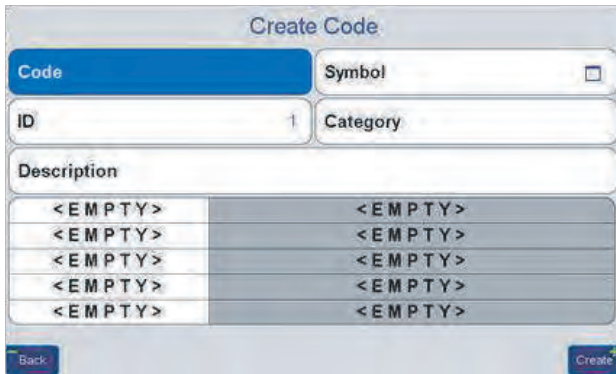 Create Code
Code Symbol
ID 1 Category
Description
<EMPTY> <EMPTY>
<EMPTY> <EMPTY>
<EMPTY> <EMPTY>
<EMPTY> <EMPTY>
<EMPTY> <EMPTY>
Back Create